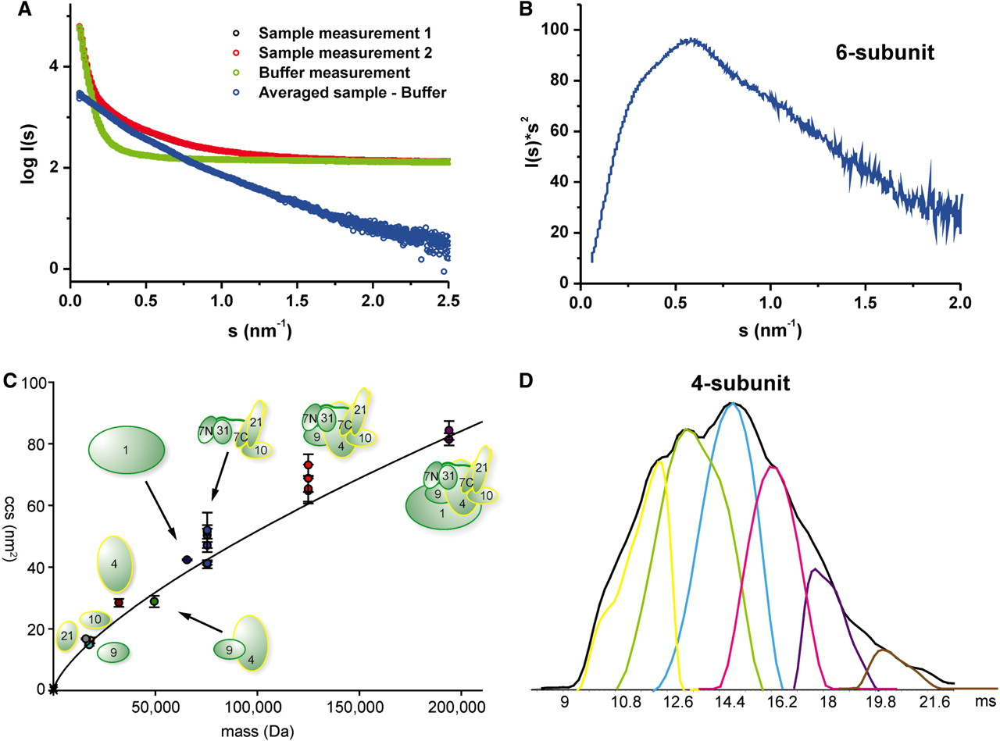 A
Sample measurement 1
Sample measurement 2
Buffer measurement
Averaged sample - Buffer
4
2
0
log I(s)
0.0 0.5 1.0 1.5 2.0 2.5
s (nm-1)
B
6-subunit
100
80
60
40
20
0
I(s)*s2
0.0 0.5 1.0 1.5 2.0
s (nm-1)
C
100
80
60
40
20
0
ccs (nm2)
50,000 100,000 150,000 200,000
mass (Da)
1
7N 31 7C 21 10
7N 31 7C 21 9 4 10
7N 31 7C 21 9 4 10 1
4
10
21
9
9 4
D
4-subunit
9 10.8 12.6 14.4 16.2 18 19.8 21.6 ms